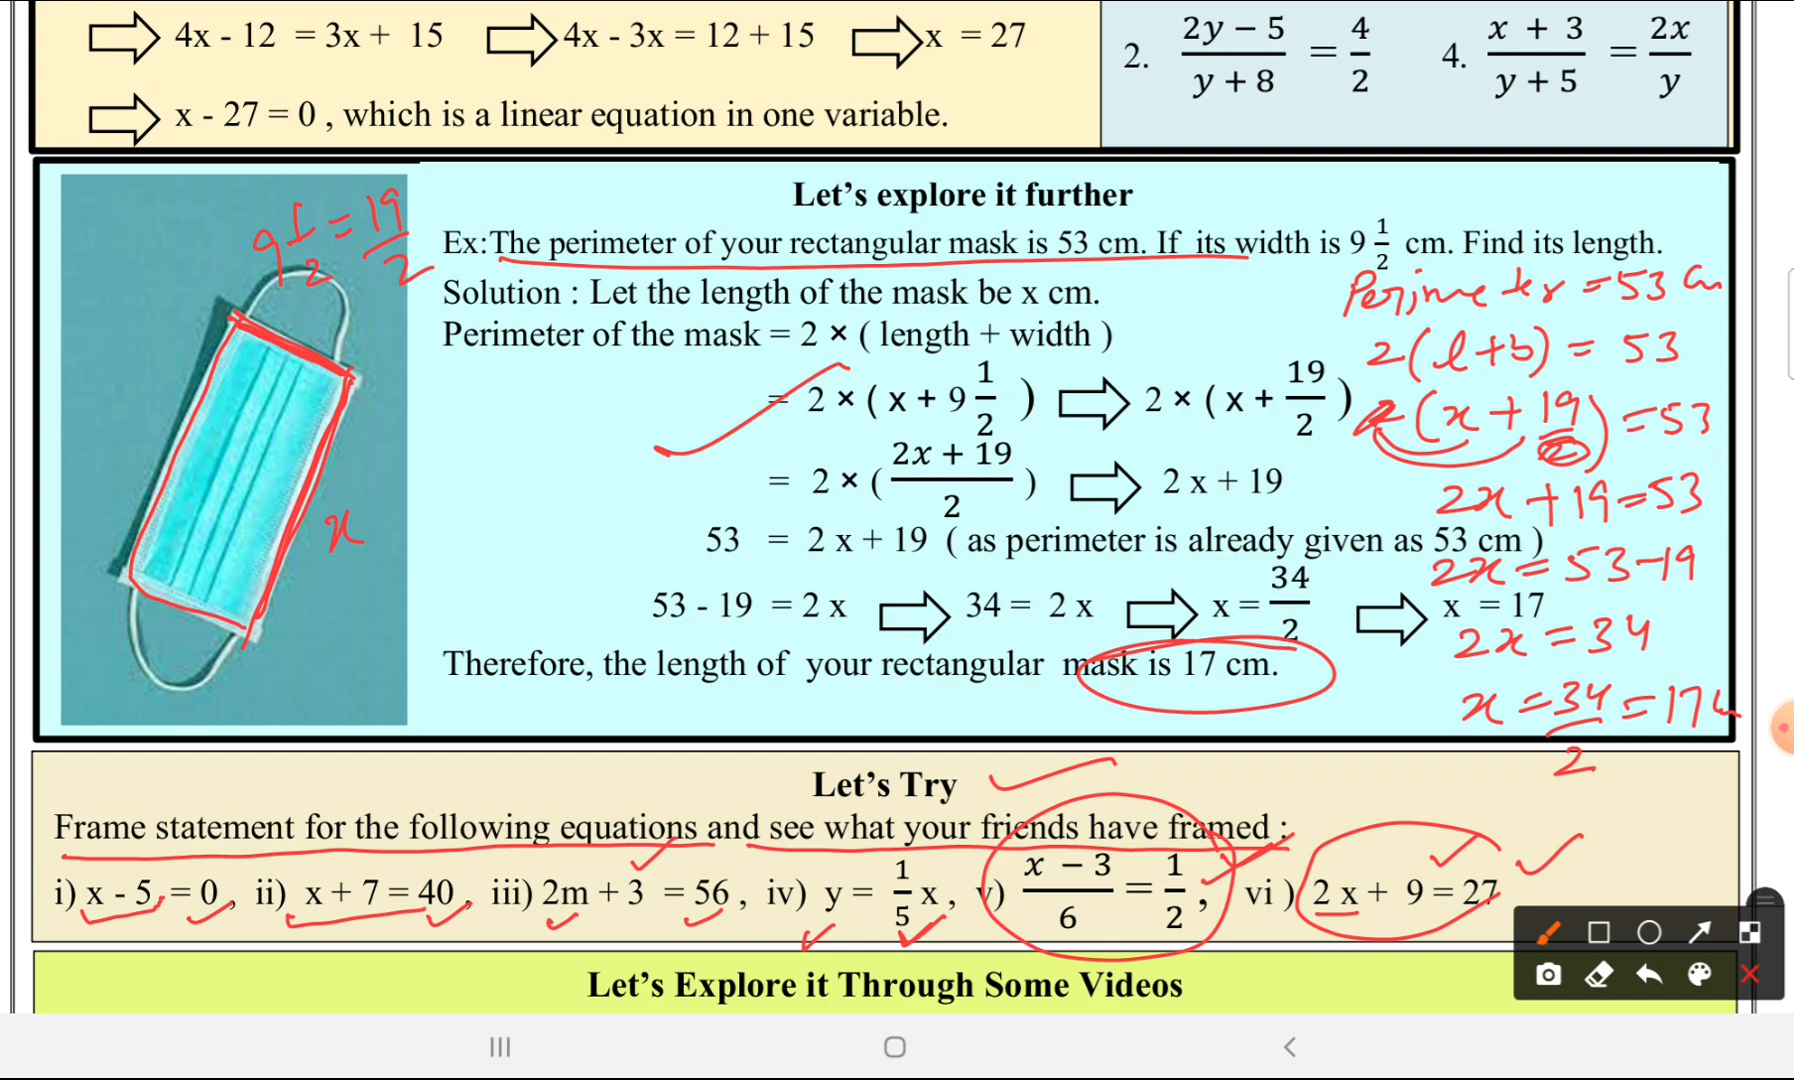 4x - 12 = 3x + 15 ⇨ 4x - 3x = 12 + 15 ⇨ x = 27
x - 27 = 0 , which is a linear equation in one variable.
2. (2y − 5)/(y + 8) = 4/2 4. (x + 3)/(y + 5) = 2x/y
Let's explore it further
9 1/2 = 19/2
Ex:The perimeter of your rectangular mask is 53 cm. If its width is 9 1/2 cm. Find its length.
Solution : Let the length of the mask be x cm.
Perimeter of the mask = 2 × ( length + width )
= 2 × ( x + 9 1/2 ) ⇨ 2 × ( x + 19/2 )
= 2 × ( (2x + 19)/2 ) ⇨ 2 x + 19
53 = 2 x + 19 ( as perimeter is already given as 53 cm )
53 - 19 = 2 x ⇨ 34 = 2 x ⇨ x = 34/2 ⇨ x = 17
Therefore, the length of your rectangular mask is 17 cm.
x
Perimeter = 53 cm
2(l+b) = 53
2(x + 19/2) = 53
2x + 19 = 53
2x = 53-19
2x = 34
x = 34/2 = 17
Let's Try
Frame statement for the following equations and see what your friends have framed :
i) x - 5 = 0 , ii) x + 7 = 40 , iii) 2m + 3 = 56 , iv) y = 1/5 x , v) (x − 3)/6 = 1/2 , vi ) 2 x + 9 = 27
Let's Explore it Through Some Videos